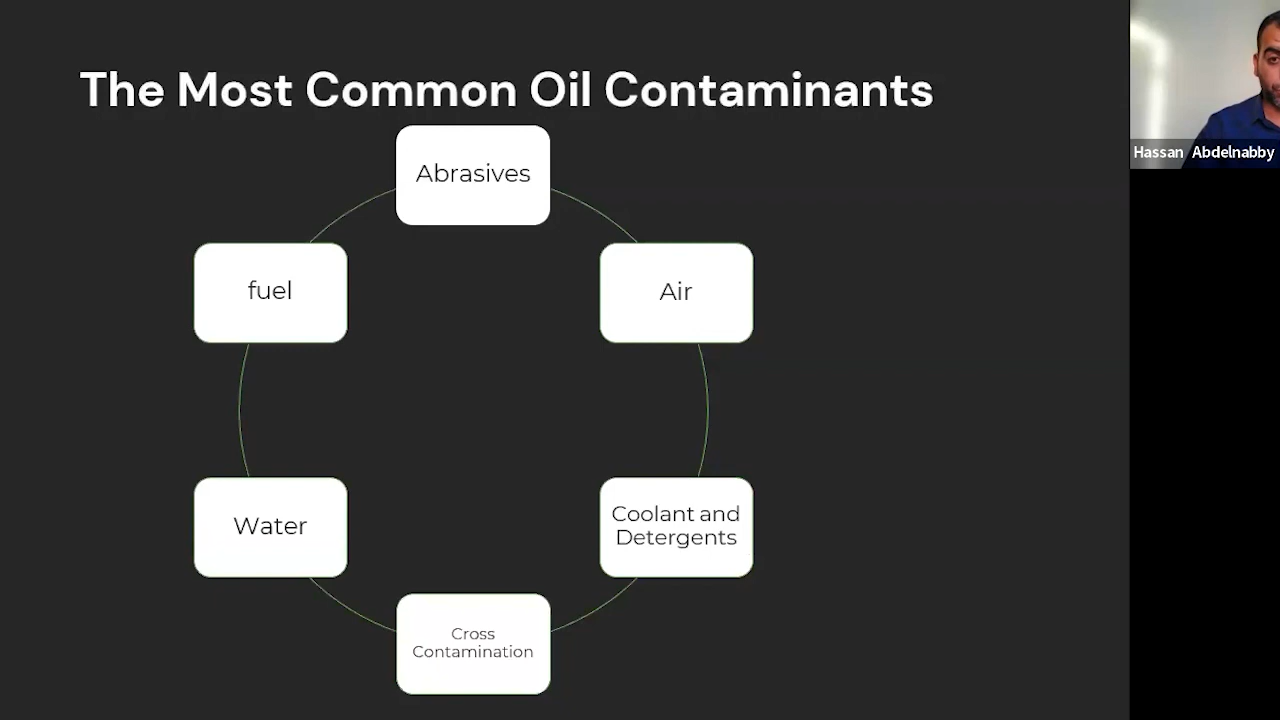 The Most Common Oil Contaminants
Abrasives
Air
Coolant and
Detergents
Cross
Contamination
Water
fuel
Hassan Abdelnabby